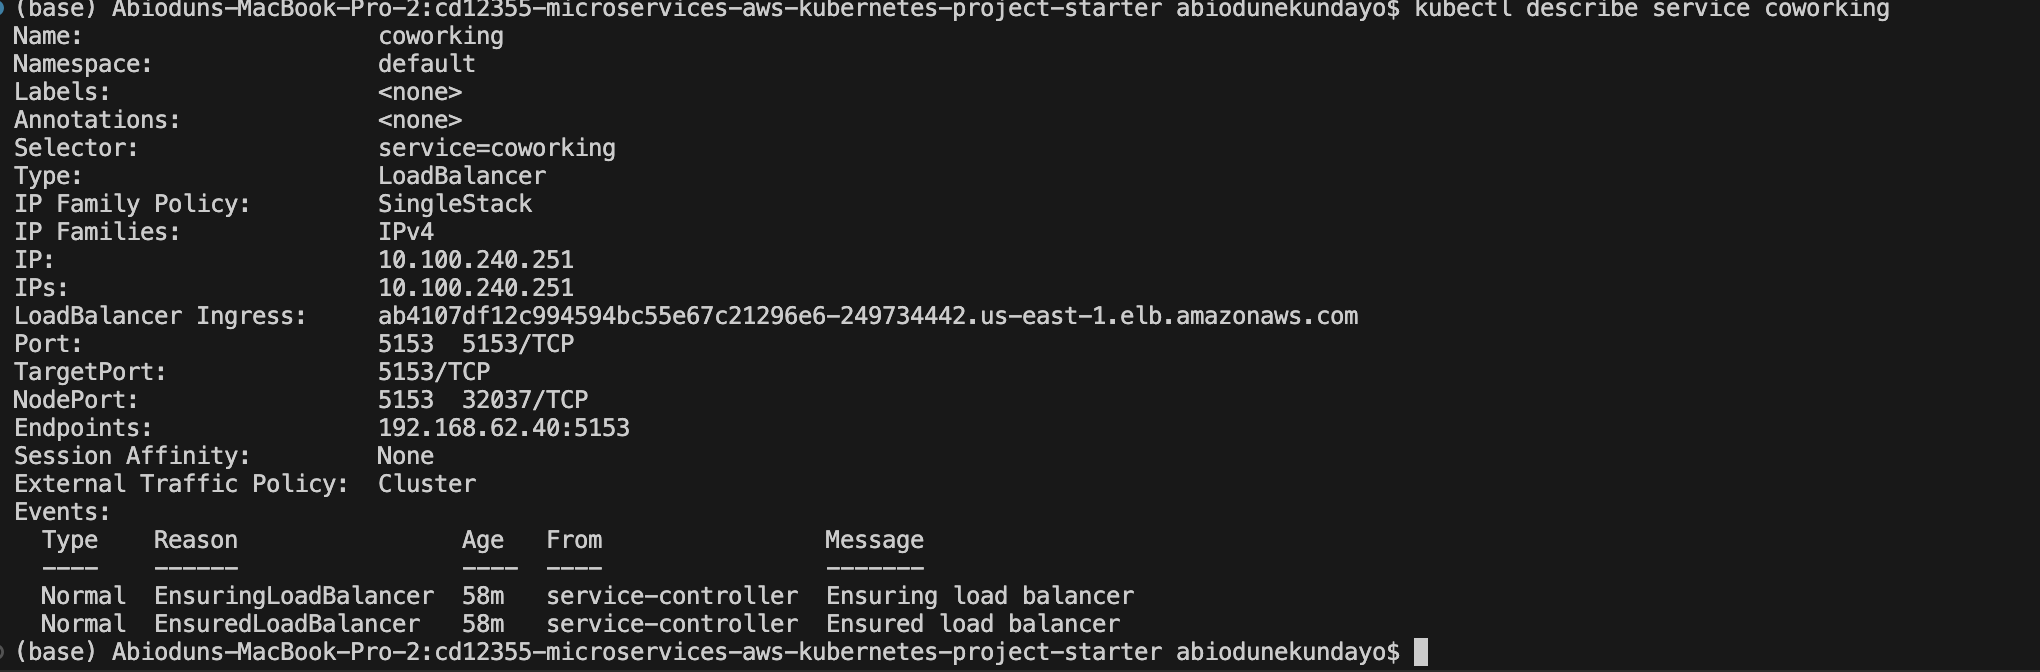 (base) Abioduns-MacBook-Pro-2:cd12355-microservices-aws-kubernetes-project-starter abiodunekundayo$ kubectl describe service coworking
Name:                     coworking
Namespace:                default
Labels:                   <none>
Annotations:              <none>
Selector:                 service=coworking
Type:                     LoadBalancer
IP Family Policy:         SingleStack
IP Families:              IPv4
IP:                       10.100.240.251
IPs:                      10.100.240.251
LoadBalancer Ingress:     ab4107df12c994594bc55e67c21296e6-249734442.us-east-1.elb.amazonaws.com
Port:                     5153  5153/TCP
TargetPort:               5153/TCP
NodePort:                 5153  32037/TCP
Endpoints:                192.168.62.40:5153
Session Affinity:         None
External Traffic Policy:  Cluster
Events:
  Type    Reason                Age   From                Message
  ----    ------                ----  ----                -------
  Normal  EnsuringLoadBalancer  58m   service-controller  Ensuring load balancer
  Normal  EnsuredLoadBalancer   58m   service-controller  Ensured load balancer
(base) Abioduns-MacBook-Pro-2:cd12355-microservices-aws-kubernetes-project-starter abiodunekundayo$